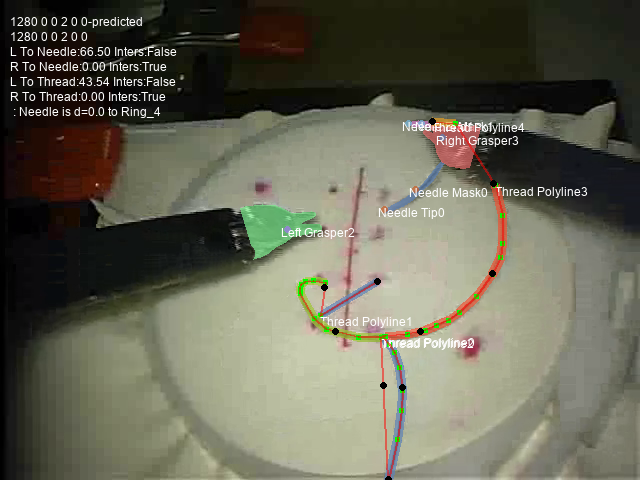 1280 0 0 2 0 0-predicted
1280 0 0 2 0 0
L To Needle:66.50 Inters:False
R To Needle:0.00 Inters:True
L To Thread:43.54 Inters:False
R To Thread:0.00 Inters:True
: Needle is d=0.0 to Ring_4
Thread Polyline4
Right Grasper3
Needle Mask0
Thread Polyline3
Needle Tip0
Left Grasper2
Thread Polyline1
Thread Polyline2